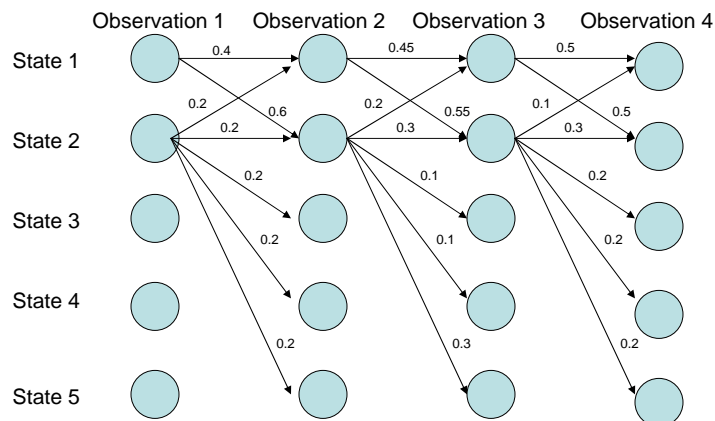 Observation 1 Observation 2 Observation 3 Observation 4
State 1 0.4 0.45 0.5
0.2 0.6 0.2 0.55 0.1 0.5
State 2 0.2 0.3 0.3
0.2 0.1 0.2
State 3
0.2 0.1 0.2
State 4
0.2 0.3 0.2
State 5